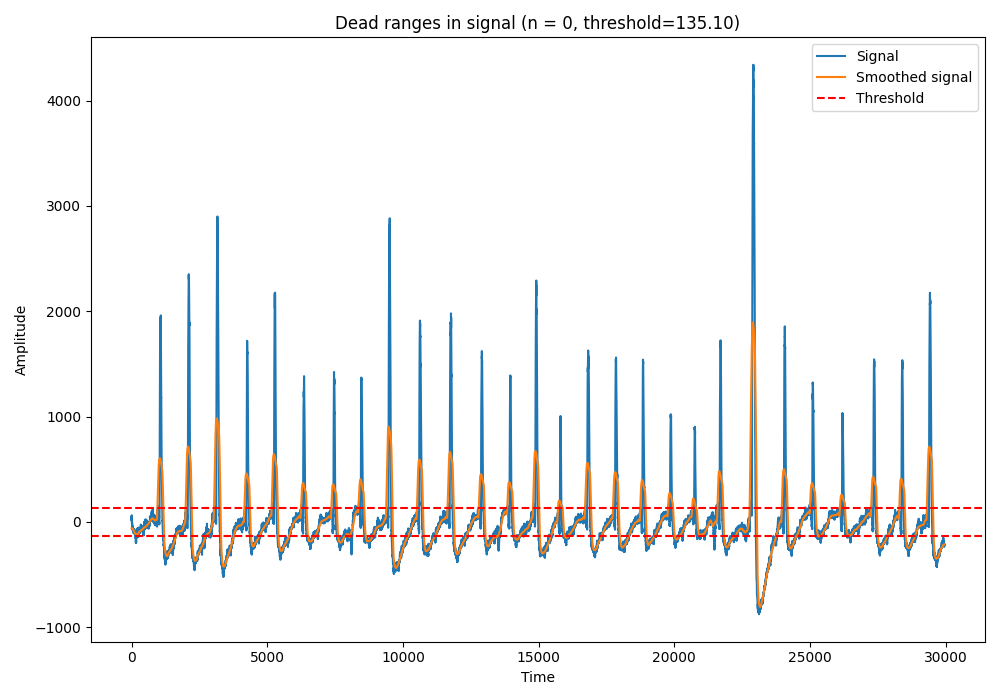 Dead ranges in signal (n = 0, threshold=135.10)
Signal
Smoothed signal
Threshold
Amplitude
4000
3000
2000
1000
0
−1000
0 5000 10000 15000 20000 25000 30000
Time